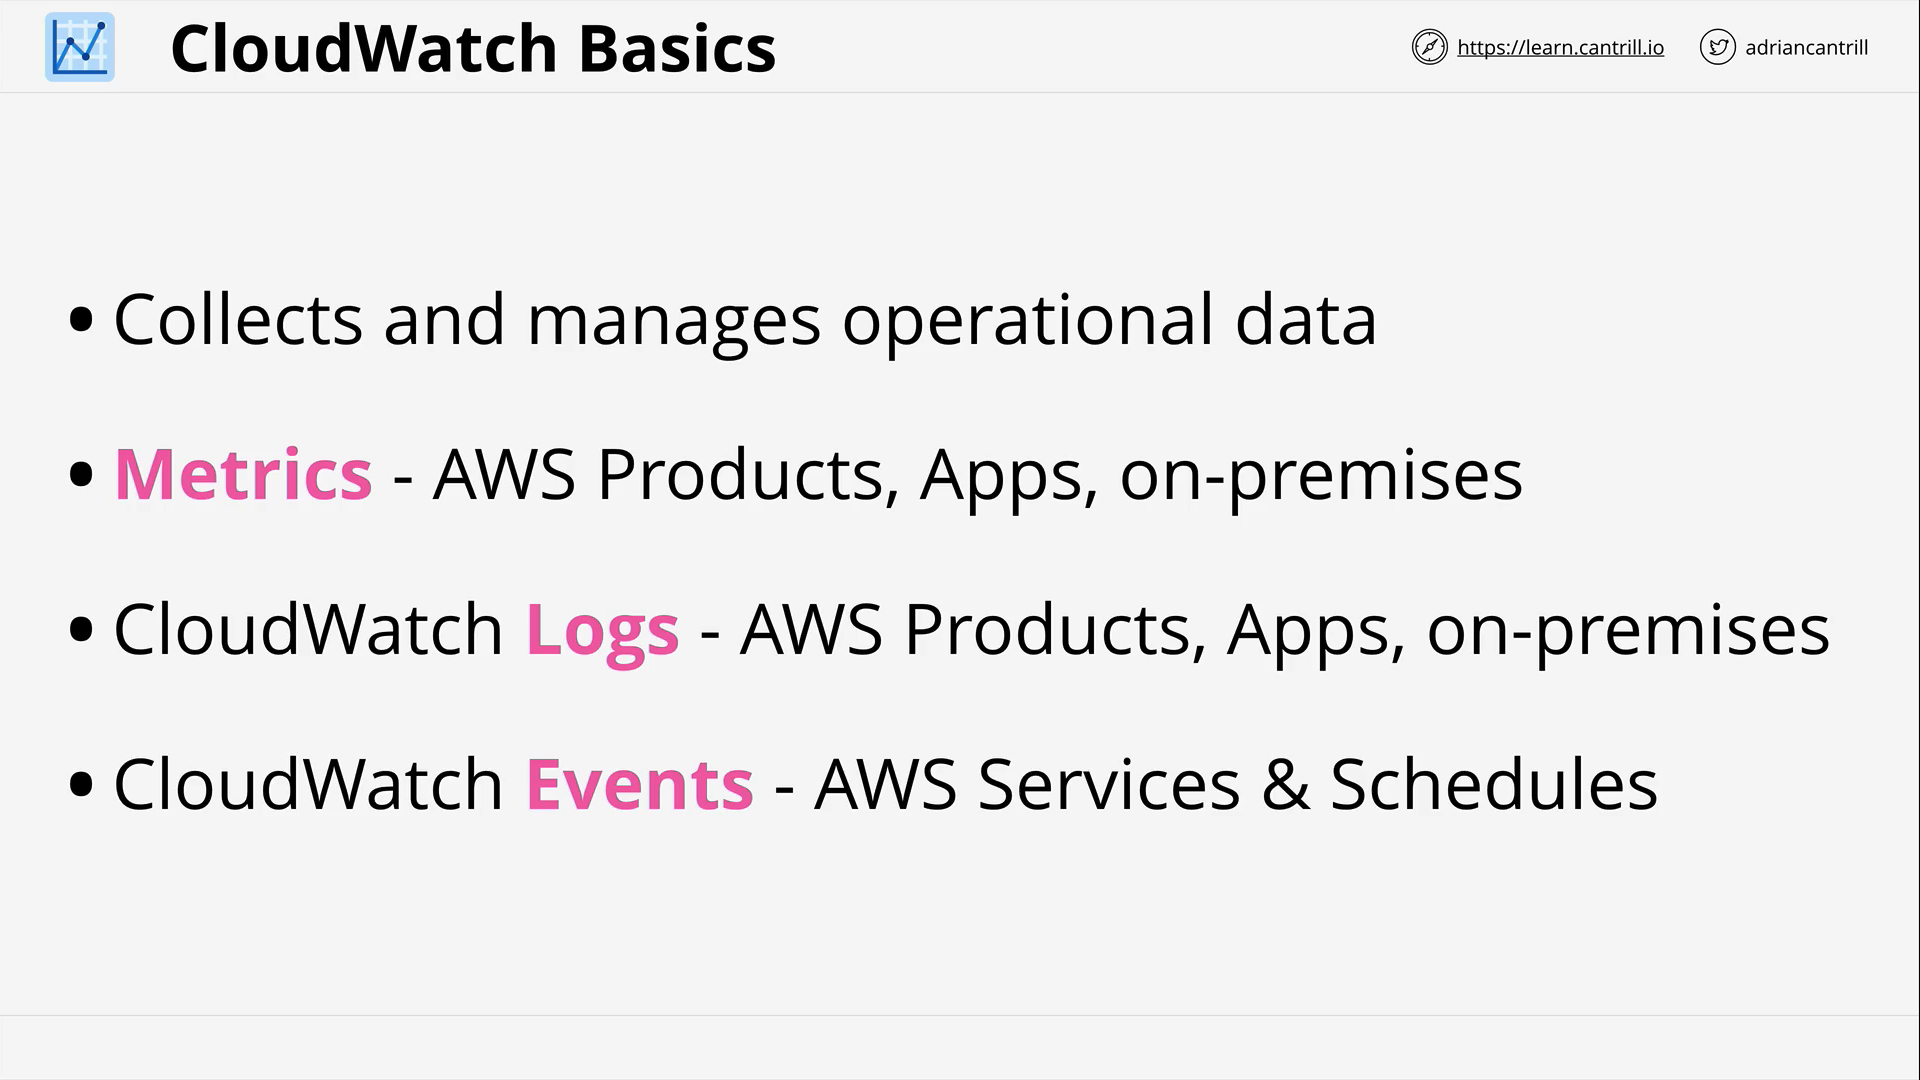 CloudWatch Basics
https://learn.cantrill.io
adriancantrill
• Collects and manages operational data
• Metrics - AWS Products, Apps, on-premises
• CloudWatch Logs - AWS Products, Apps, on-premises
• CloudWatch Events - AWS Services & Schedules